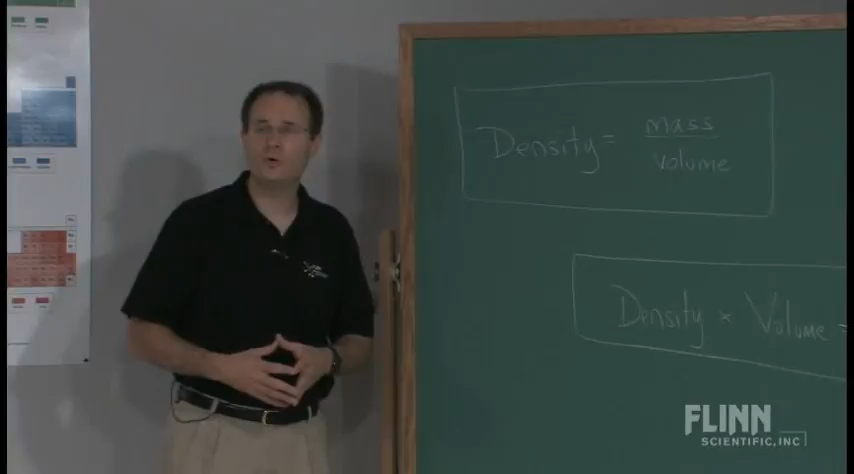 Density = mass / volume
Density × Volume =
FLINN
SCIENTIFIC, INC